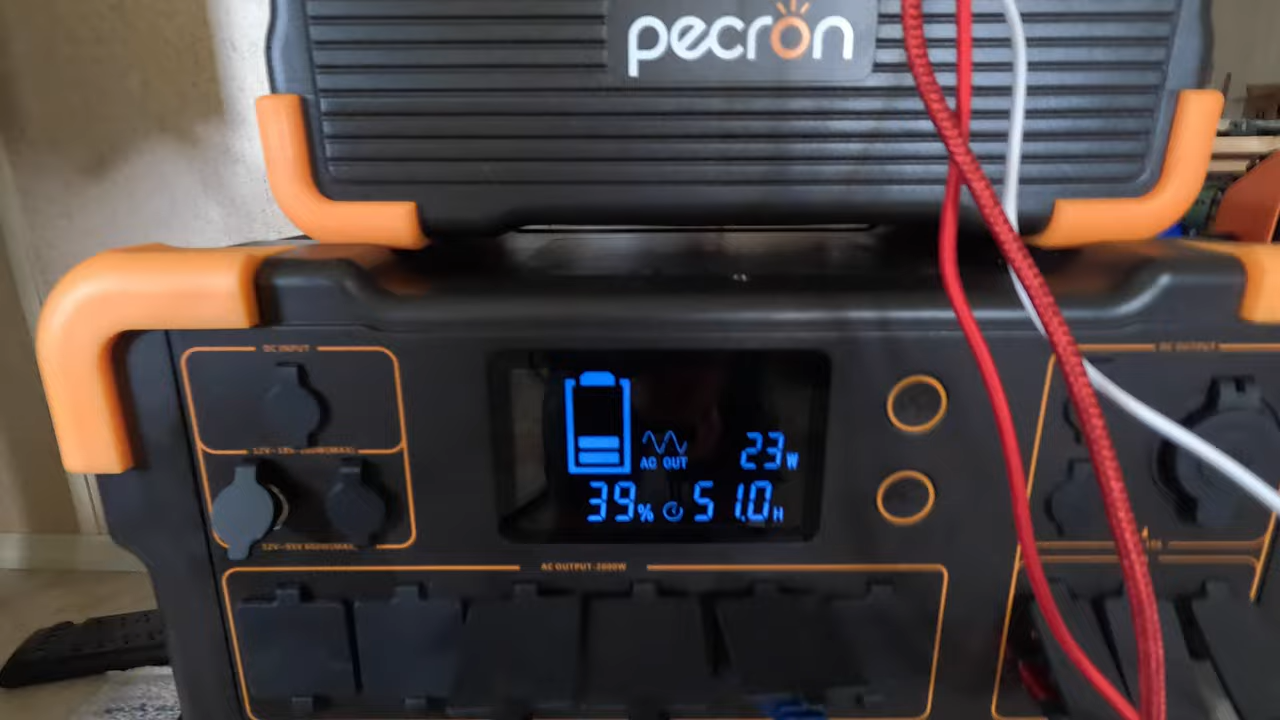 pecron
DC INPUT
AC OUT
23W
39% 51.0H
DC OUTPUT
AC OUTPUT-2000W